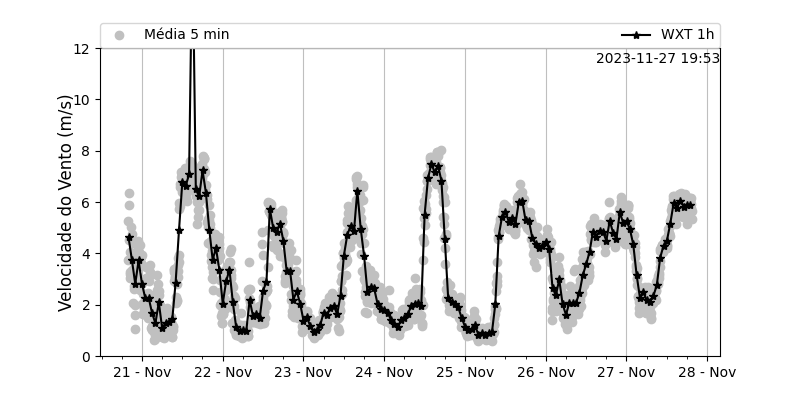 Média 5 min
WXT 1h
2023-11-27 19:53
Velocidade do Vento (m/s)
12
10
8
6
4
2
0
21 - Nov
22 - Nov
23 - Nov
24 - Nov
25 - Nov
26 - Nov
27 - Nov
28 - Nov